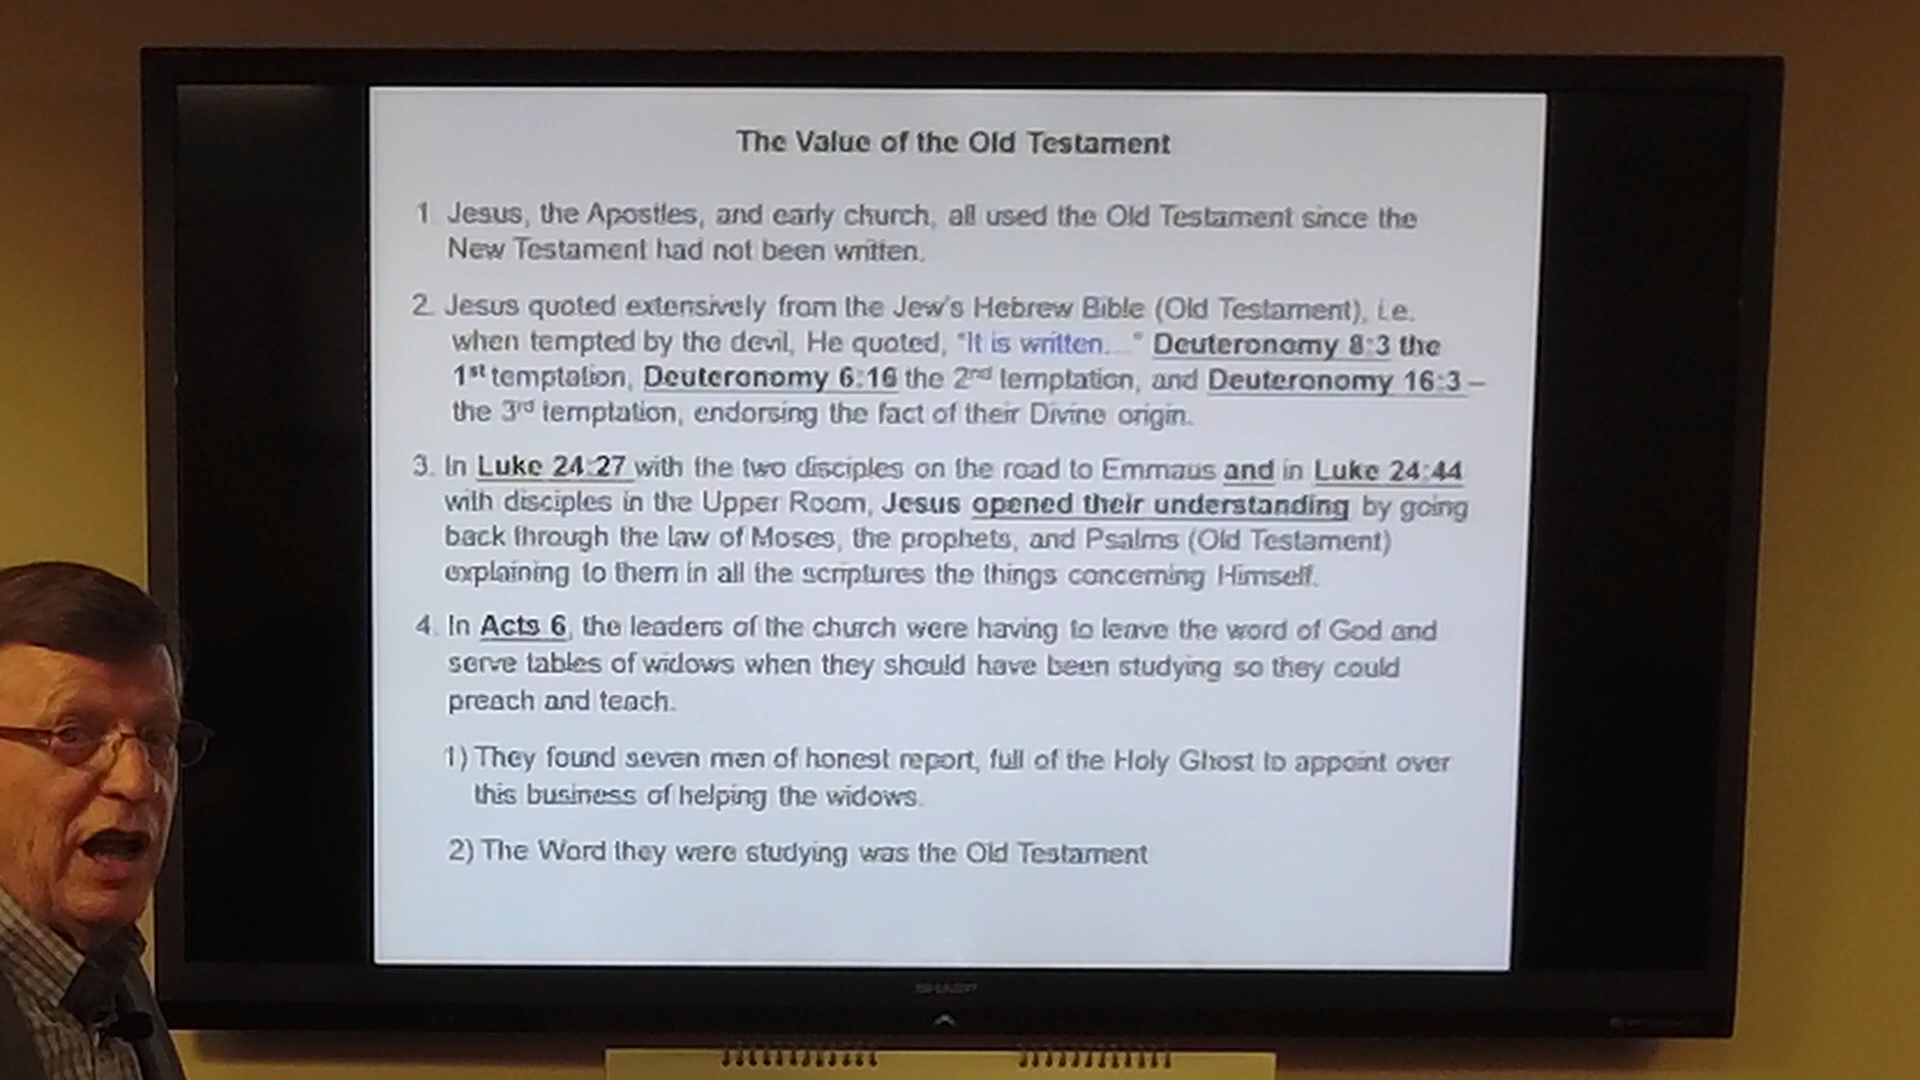 The Value of the Old Testament
1. Jesus, the Apostles, and early church, all used the Old Testament since the
New Testament had not been written.
2. Jesus quoted extensively from the Jew's Hebrew Bible (Old Testament), i.e.
when tempted by the devil, He quoted, "It is written..." Deuteronomy 8:3 the
1st temptation, Deuteronomy 6:16 the 2nd temptation, and Deuteronomy 16:3 –
the 3rd temptation, endorsing the fact of their Divine origin.
3. In Luke 24:27 with the two disciples on the road to Emmaus and in Luke 24:44
with disciples in the Upper Room, Jesus opened their understanding by going
back through the law of Moses, the prophets, and Psalms (Old Testament)
explaining to them in all the scriptures the things concerning Himself.
4. In Acts 6, the leaders of the church were having to leave the word of God and
serve tables of widows when they should have been studying so they could
preach and teach.
1) They found seven men of honest report, full of the Holy Ghost to appoint over
this business of helping the widows.
2) The Word they were studying was the Old Testament
SHARP